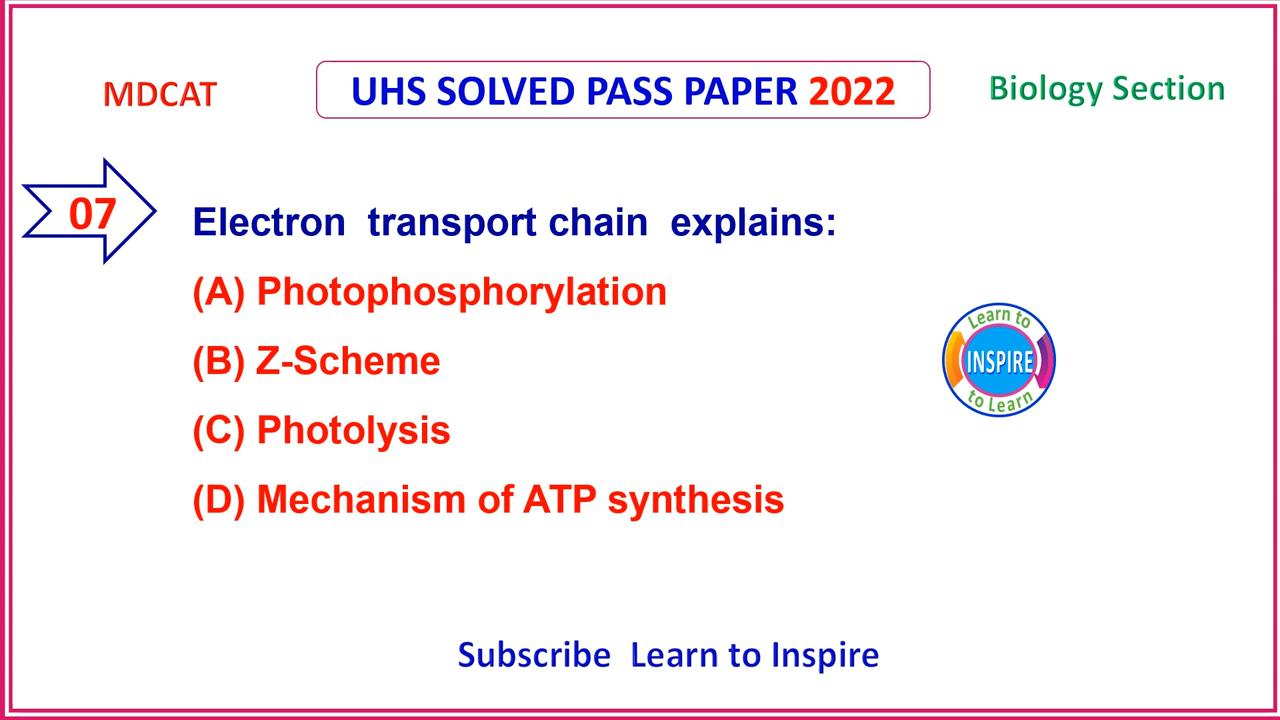 MDCAT
UHS SOLVED PASS PAPER 2022
Biology Section
07
Electron transport chain explains:
(A) Photophosphorylation
(B) Z-Scheme
(C) Photolysis
(D) Mechanism of ATP synthesis
Learn to
INSPIRE
to Learn
Subscribe Learn to Inspire